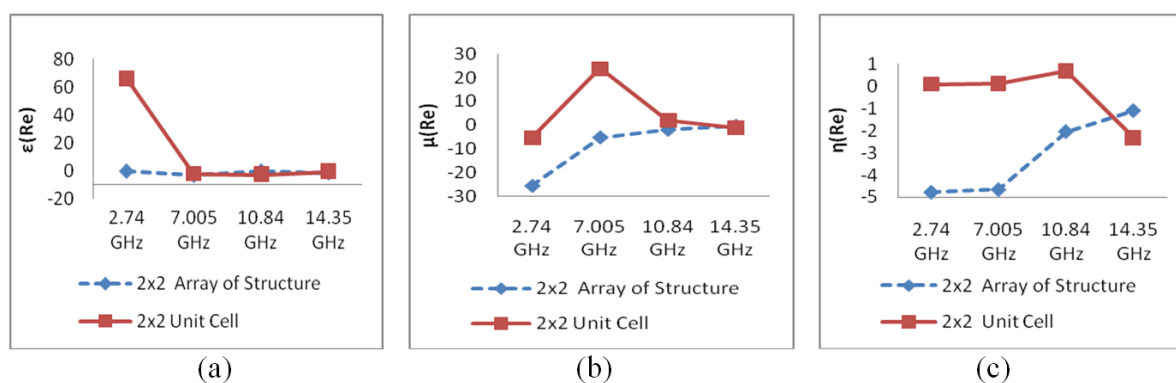 80
60
40
20
0
-20
ε(Re)
2.74 GHz
7.005 GHz
10.84 GHz
14.35 GHz
2x2 Array of Structure
2x2 Unit Cell
(a)
30
20
10
0
-10
-20
-30
μ(Re)
2.74 GHz
7.005 GHz
10.84 GHz
14.35 GHz
2x2 Array of Structure
2x2 Unit Cell
(b)
1
0
-1
-2
-3
-4
-5
η(Re)
2.74 GHz
7.005 GHz
10.84 GHz
14.35 GHz
2x2 Array of Structure
2x2 Unit Cell
(c)